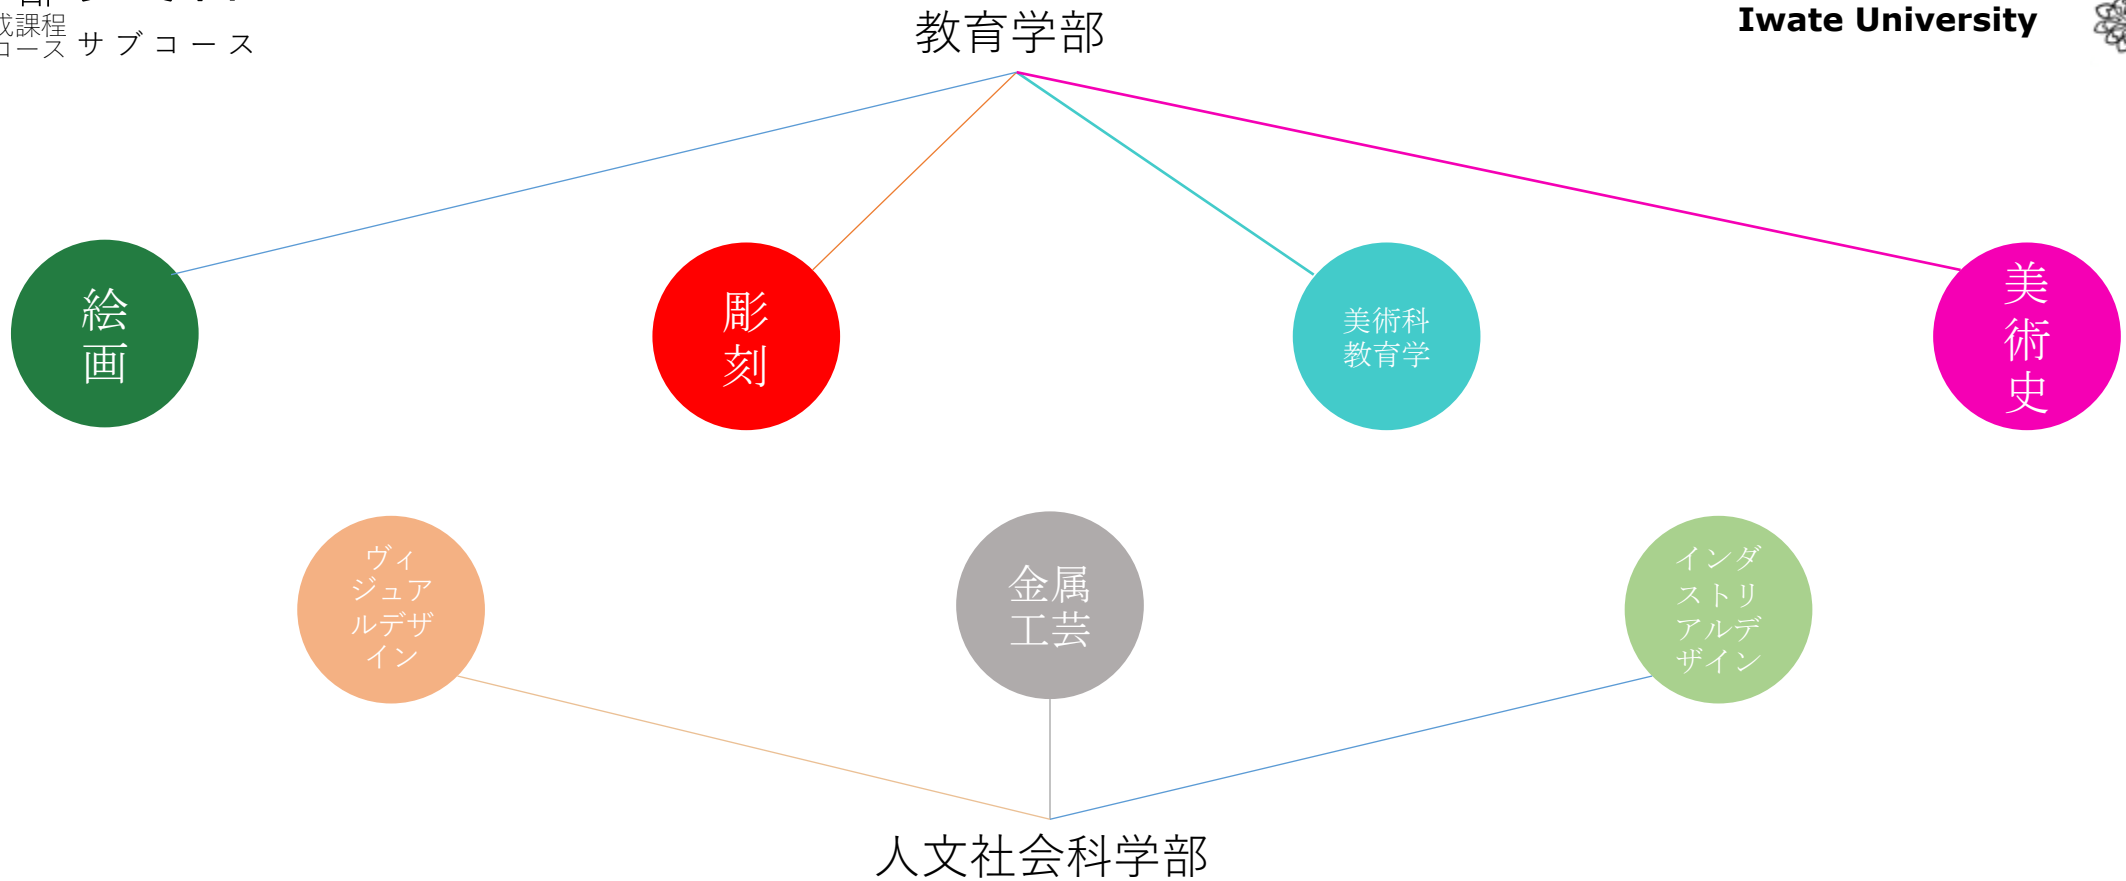 教育学部
Iwate University
成課程
コース サブコース
絵
画
彫
刻
美術科
教育学
美
術
史
ヴィ
ジュア
ルデザ
イン
金属
工芸
インダ
ストリ
アルデ
ザイン
人文社会科学部